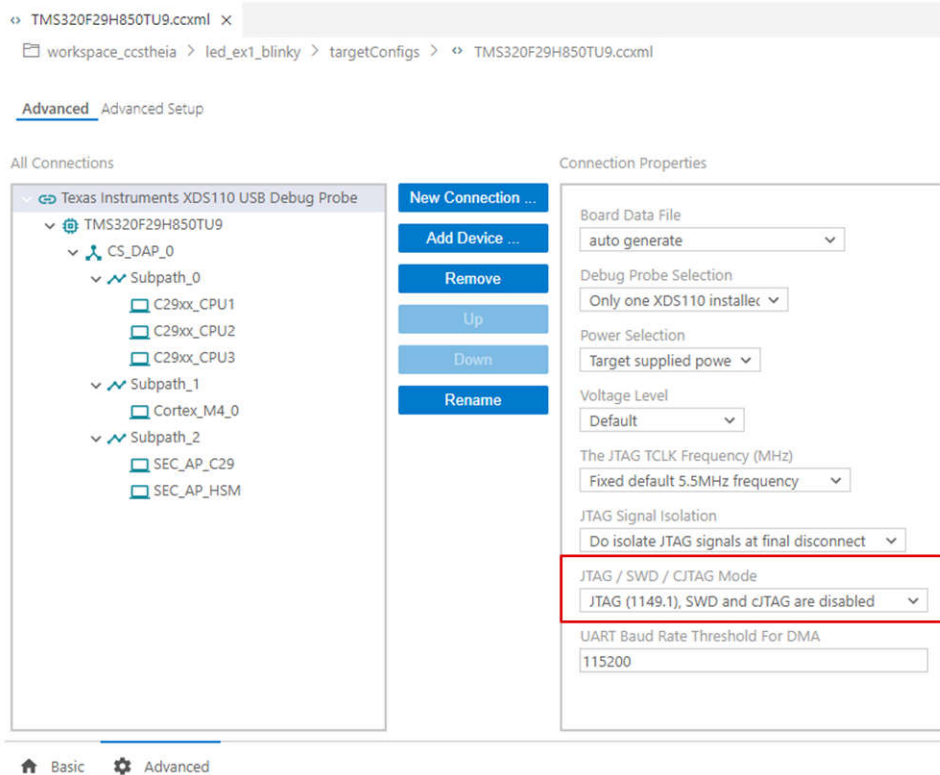 TMS320F29H850TU9.ccxml
workspace_ccstheia > led_ex1_blinky > targetConfigs > TMS320F29H850TU9.ccxml
Advanced Advanced Setup
All Connections
Texas Instruments XDS110 USB Debug Probe
TMS320F29H850TU9
CS_DAP_0
Subpath_0
C29xx_CPU1
C29xx_CPU2
C29xx_CPU3
Subpath_1
Cortex_M4_0
Subpath_2
SEC_AP_C29
SEC_AP_HSM
New Connection ...
Add Device ...
Remove
Up
Down
Rename
Connection Properties
Board Data File
auto generate
Debug Probe Selection
Only one XDS110 installec
Power Selection
Target supplied powe
Voltage Level
Default
The JTAG TCLK Frequency (MHz)
Fixed default 5.5MHz frequency
JTAG Signal Isolation
Do isolate JTAG signals at final disconnect
JTAG / SWD / CJTAG Mode
JTAG (1149.1), SWD and cJTAG are disabled
UART Baud Rate Threshold For DMA
115200
Basic Advanced